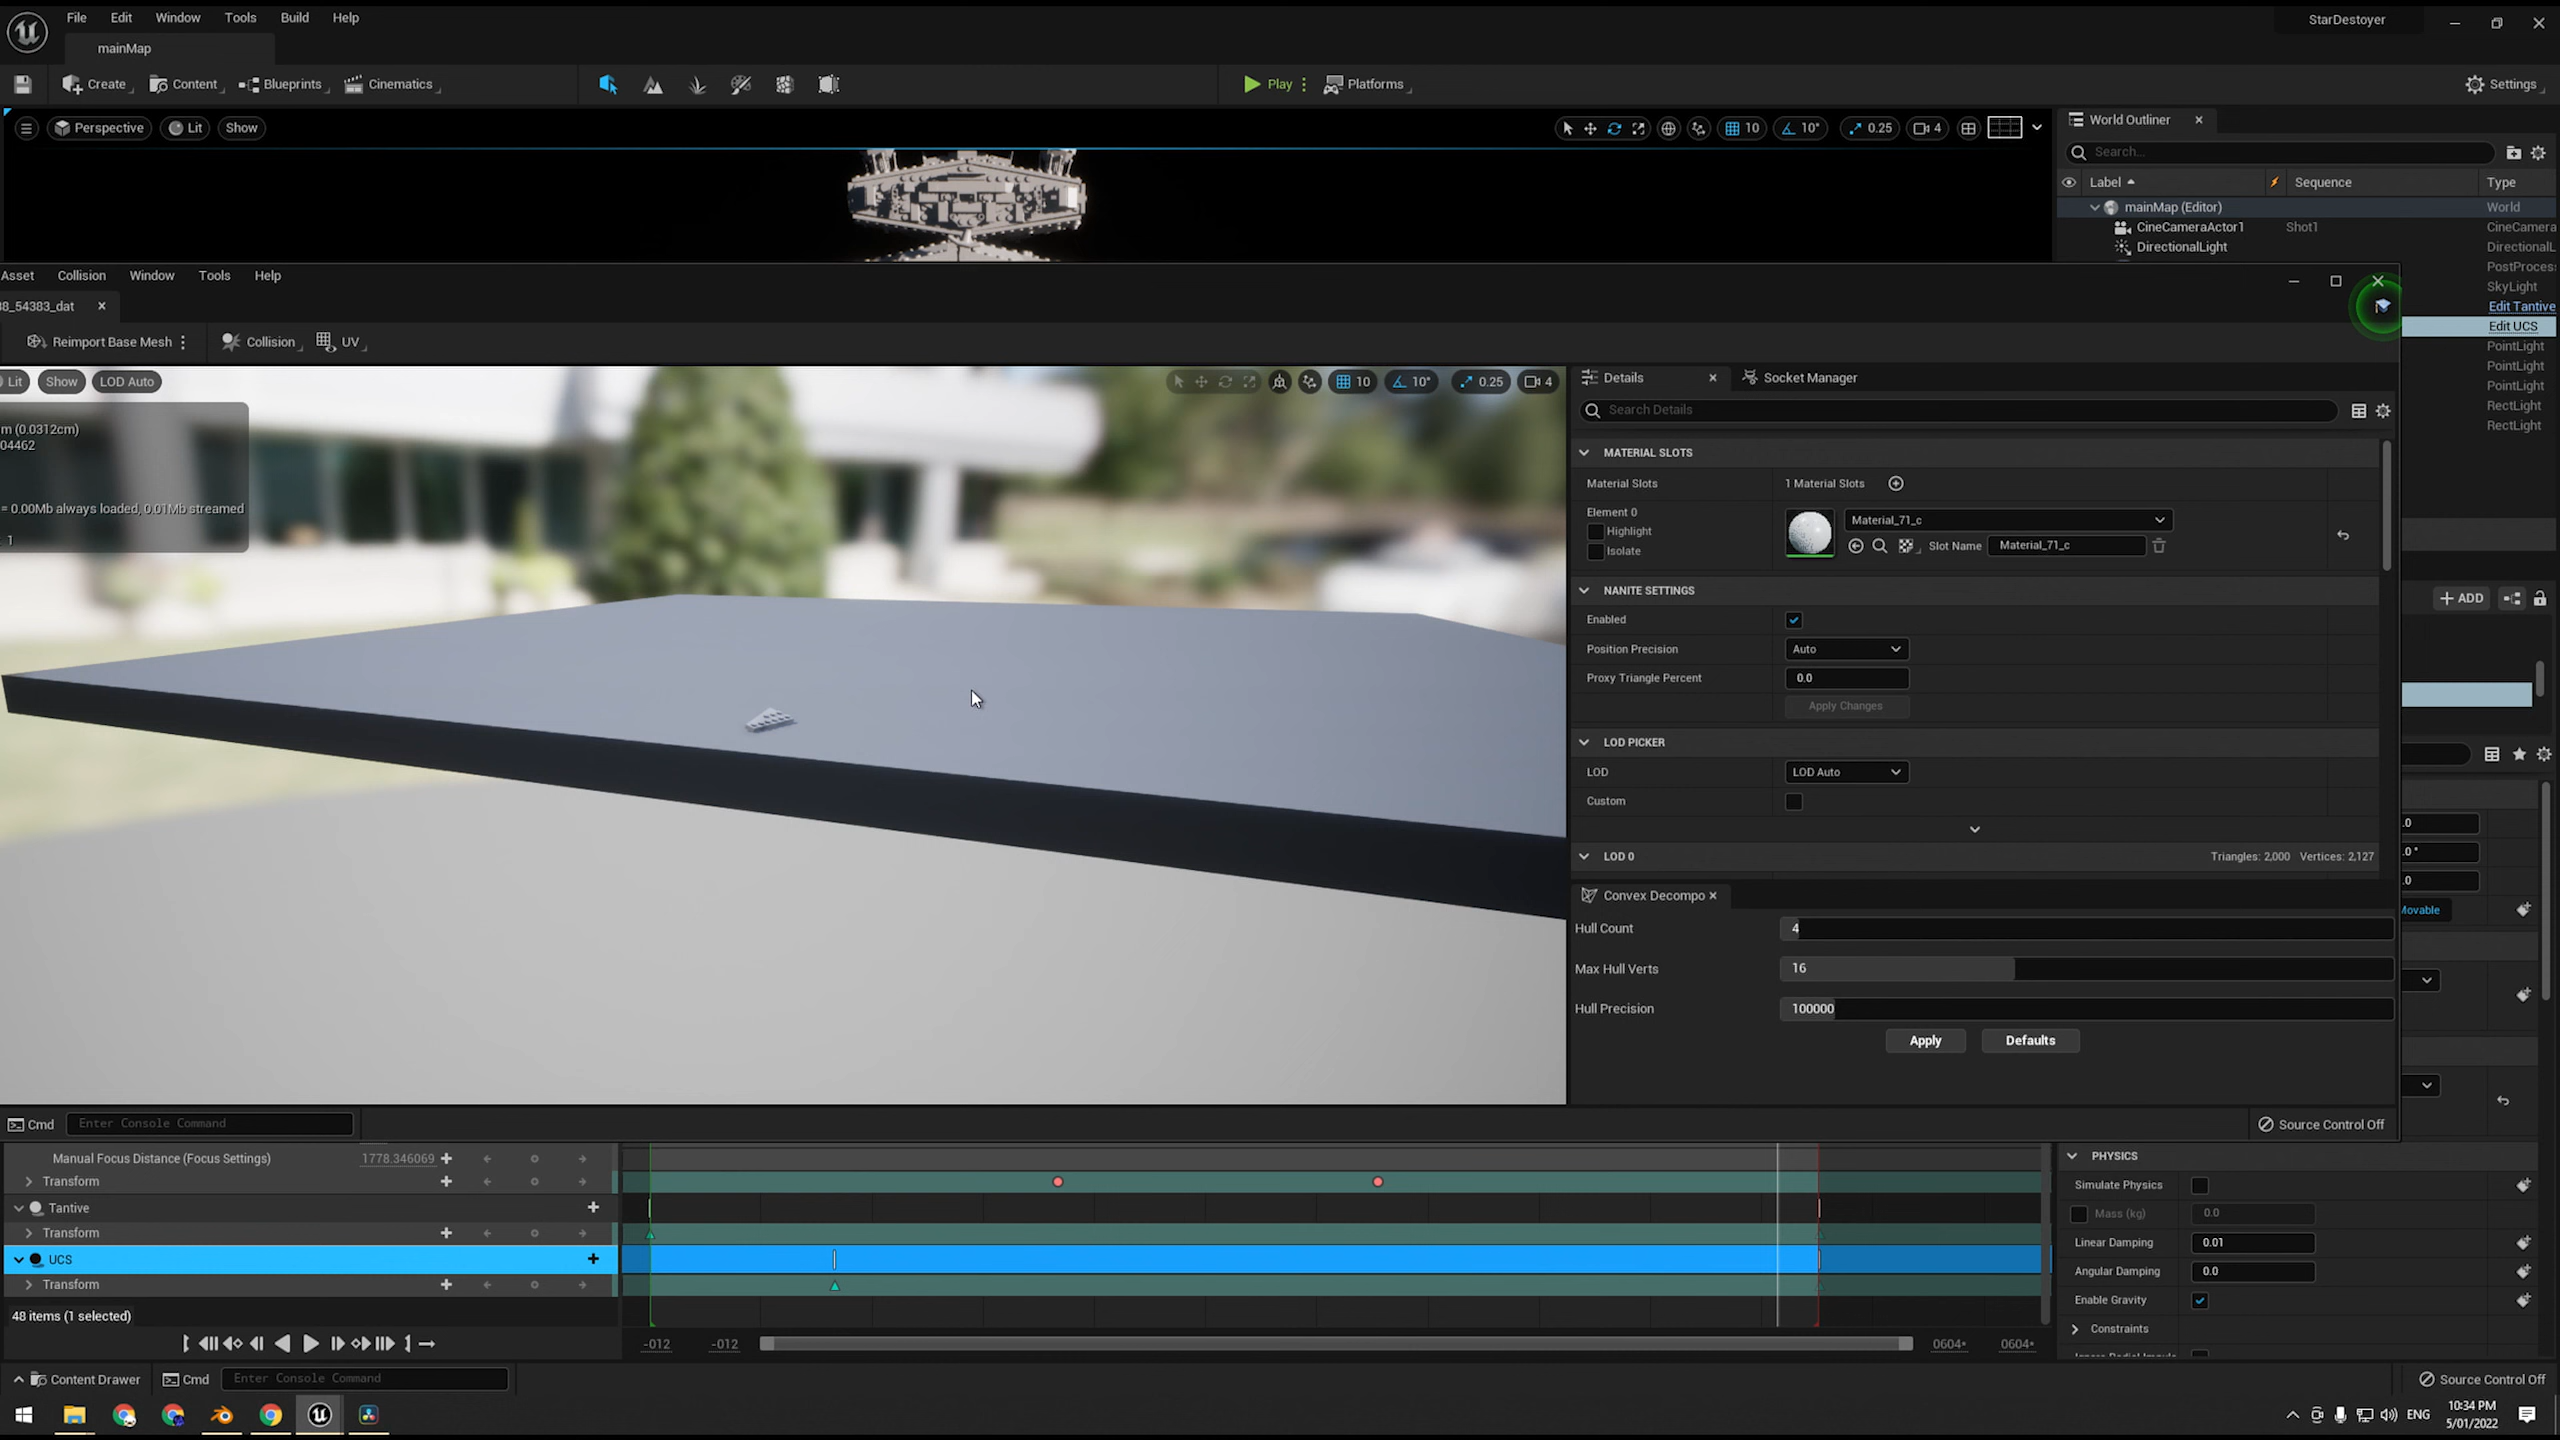 File Edit Window Tools Build Help
StarDestoyer
mainMap
Create Content Blueprints Cinematics
Play Platforms
Settings
Perspective Lit Show
10 10° 0.25 4
World Outliner
Search...
Label Sequence Type
mainMap (Editor) World
CineCameraActor1 Shot1 CineCamera
DirectionalLight DirectionalL
PostProces
SkyLight
Edit Tantive
Edit UCS
PointLight
PointLight
PointLight
RectLight
RectLight
Asset Collision Window Tools Help
38_54383_dat
Reimport Base Mesh Collision UV
Lit Show LOD Auto
10 10° 0.25 4
m (0.0312cm)
04462
= 0.00Mb always loaded, 0.01Mb streamed
1
Details Socket Manager
Search Details
MATERIAL SLOTS
Material Slots 1 Material Slots
Element 0
Highlight
Isolate
Material_71_c
Slot Name Material_71_c
NANITE SETTINGS
Enabled
Position Precision Auto
Proxy Triangle Percent 0.0
Apply Changes
LOD PICKER
LOD LOD Auto
Custom
LOD 0 Triangles: 2,000 Vertices: 2,127
Convex Decompo
Hull Count 4
Max Hull Verts 16
Hull Precision 100000
Apply Defaults
ADD
.0
.0 °
.0
Movable
Cmd Enter Console Command
Source Control Off
Manual Focus Distance (Focus Settings) 1778.346069
Transform
Tantive
Transform
UCS
Transform
48 items (1 selected)
-012 -012 0604* 0604*
PHYSICS
Simulate Physics
Mass (kg) 0.0
Linear Damping 0.01
Angular Damping 0.0
Enable Gravity
Constraints
Content Drawer Cmd Enter Console Command
Source Control Off
ENG
10:34 PM
5/01/2022